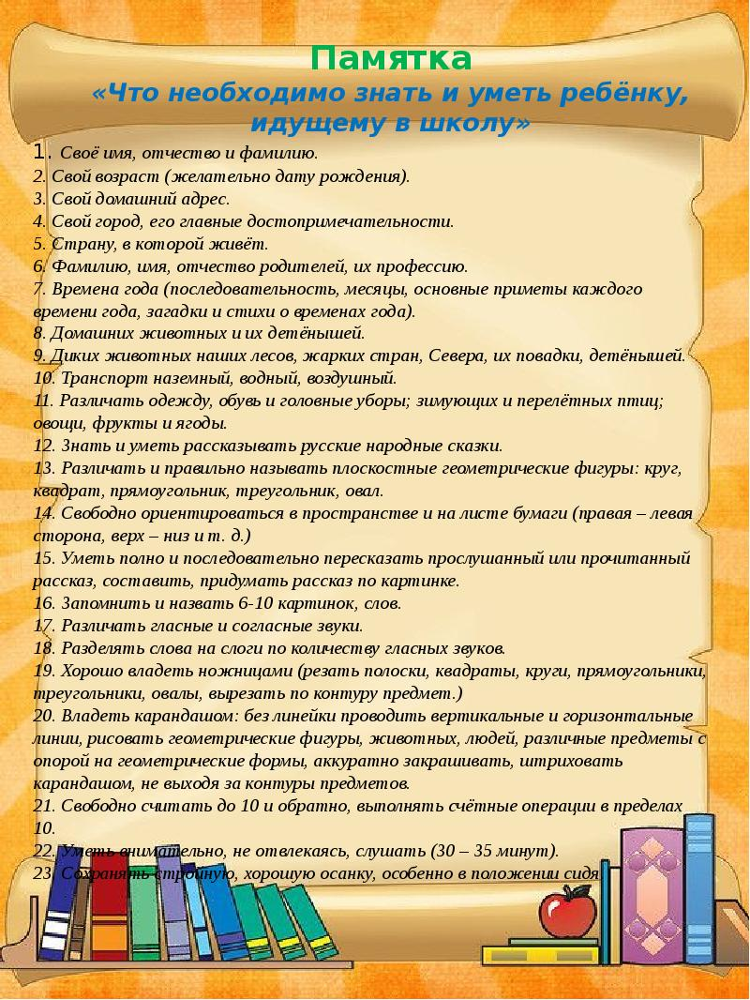 Памятка
«Что необходимо знать и уметь ребёнку,
идущему в школу»
1. Своё имя, отчество и фамилию.
2. Свой возраст (желательно дату рождения).
3. Свой домашний адрес.
4. Свой город, его главные достопримечательности.
5. Страну, в которой живёт.
6. Фамилию, имя, отчество родителей, их профессию.
7. Времена года (последовательность, месяцы, основные приметы каждого
времени года, загадки и стихи о временах года).
8. Домашних животных и их детёнышей.
9. Диких животных наших лесов, жарких стран, Севера, их повадки, детёнышей.
10. Транспорт наземный, водный, воздушный.
11. Различать одежду, обувь и головные уборы; зимующих и перелётных птиц;
овощи, фрукты и ягоды.
12. Знать и уметь рассказывать русские народные сказки.
13. Различать и правильно называть плоскостные геометрические фигуры: круг,
квадрат, прямоугольник, треугольник, овал.
14. Свободно ориентироваться в пространстве и на листе бумаги (правая – левая
сторона, верх – низ и т. д.)
15. Уметь полно и последовательно пересказать прослушанный или прочитанный
рассказ, составить, придумать рассказ по картинке.
16. Запомнить и назвать 6-10 картинок, слов.
17. Различать гласные и согласные звуки.
18. Разделять слова на слоги по количеству гласных звуков.
19. Хорошо владеть ножницами (резать полоски, квадраты, круги, прямоугольники,
треугольники, овалы, вырезать по контуру предмет.)
20. Владеть карандашом: без линейки проводить вертикальные и горизонтальные
линии, рисовать геометрические фигуры, животных, людей, различные предметы с
опорой на геометрические формы, аккуратно закрашивать, штриховать
карандашом, не выходя за контуры предметов.
21. Свободно считать до 10 и обратно, выполнять счётные операции в пределах
10.
22. Уметь внимательно, не отвлекаясь, слушать (30 – 35 минут).
23. Сохранять стройную, хорошую осанку, особенно в положении сидя